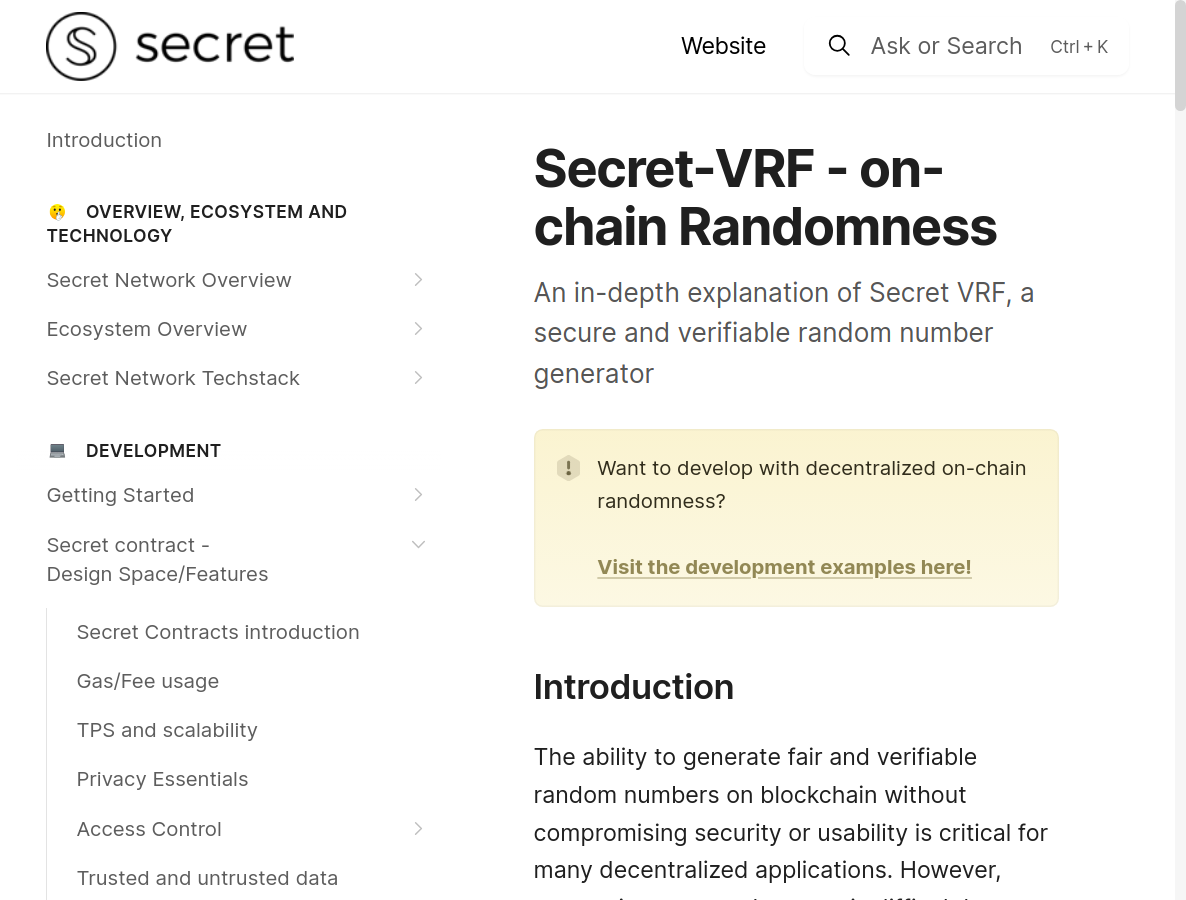 secret
Website
Ask or Search Ctrl + K
Introduction
OVERVIEW, ECOSYSTEM AND
TECHNOLOGY
Secret Network Overview
Ecosystem Overview
Secret Network Techstack
DEVELOPMENT
Getting Started
Secret contract -
Design Space/Features
Secret Contracts introduction
Gas/Fee usage
TPS and scalability
Privacy Essentials
Access Control
Trusted and untrusted data
Secret-VRF - on-
chain Randomness
An in-depth explanation of Secret VRF, a
secure and verifiable random number
generator
Want to develop with decentralized on-chain
randomness?
Visit the development examples here!
Introduction
The ability to generate fair and verifiable
random numbers on blockchain without
compromising security or usability is critical for
many decentralized applications. However,